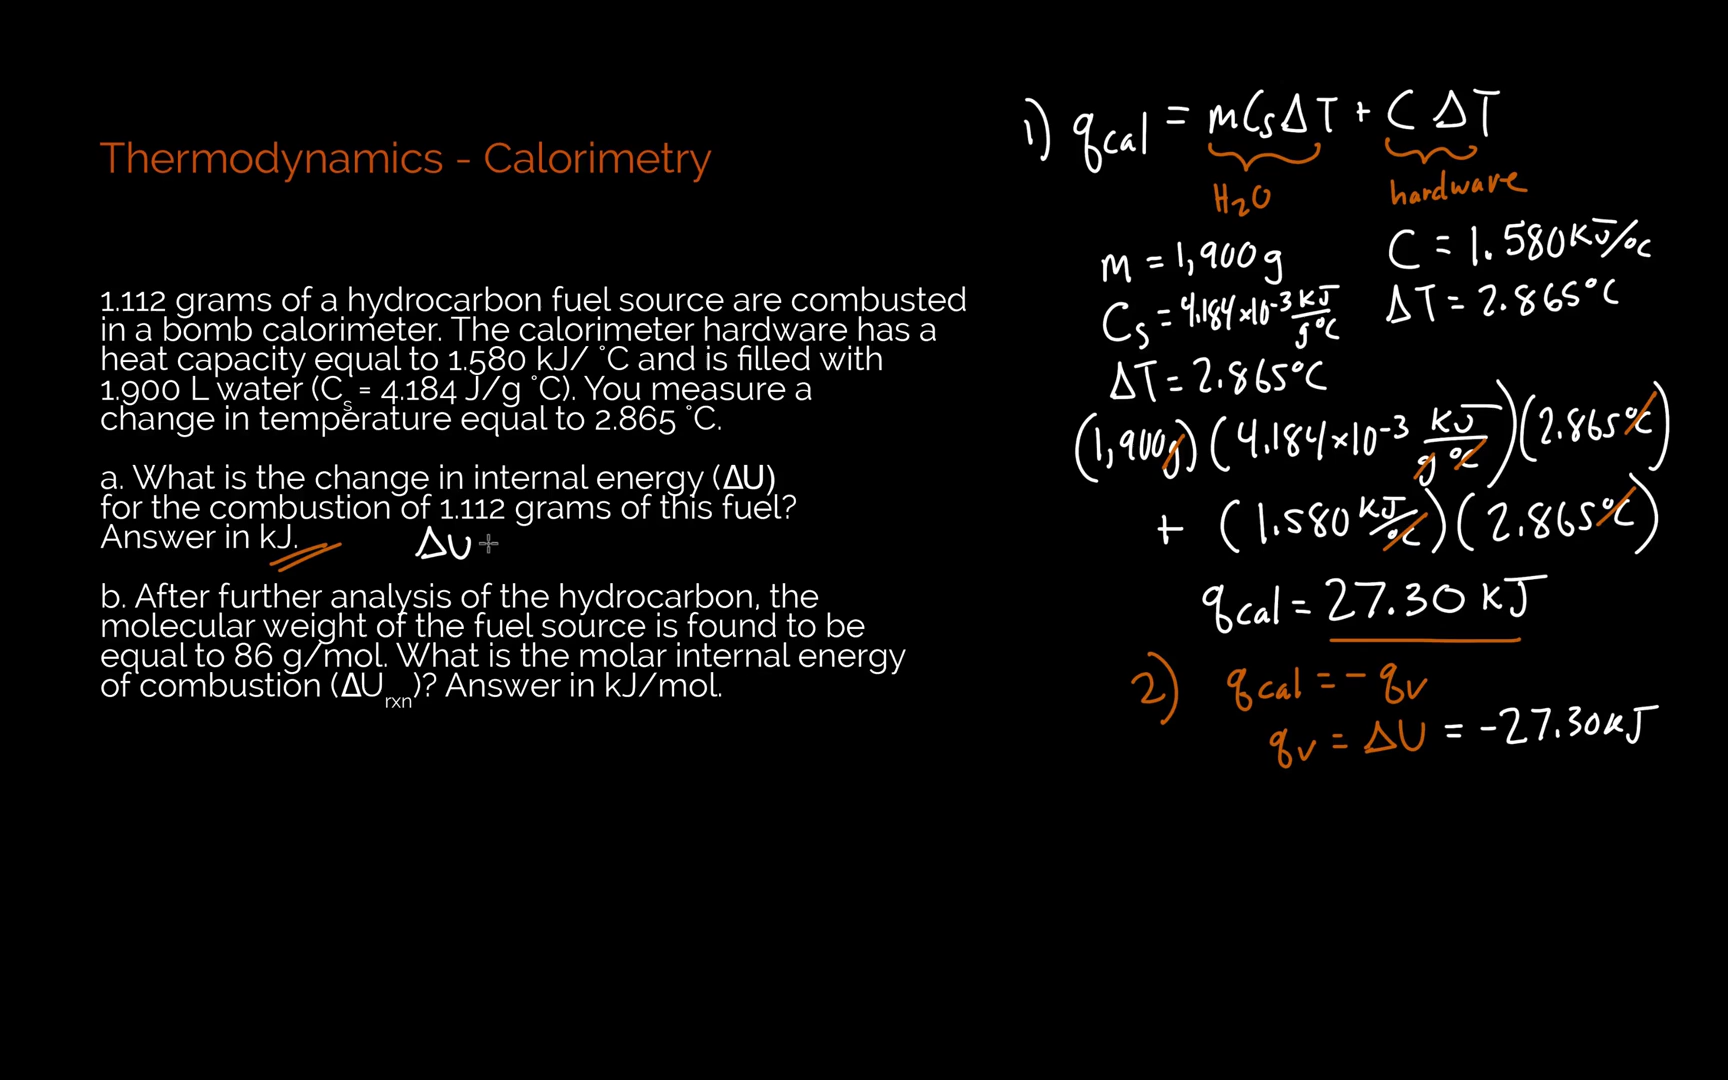 Thermodynamics - Calorimetry
1.112 grams of a hydrocarbon fuel source are combusted
in a bomb calorimeter. The calorimeter hardware has a
heat capacity equal to 1.580 kJ/ ˚C and is filled with
1.900 L water (Cs = 4.184 J/g ˚C). You measure a
change in temperature equal to 2.865 ˚C.
a. What is the change in internal energy (ΔU)
for the combustion of 1.112 grams of this fuel?
Answer in kJ.
ΔU
b. After further analysis of the hydrocarbon, the
molecular weight of the fuel source is found to be
equal to 86 g/mol. What is the molar internal energy
of combustion (ΔUrxn)? Answer in kJ/mol.
1) qcal = mCsΔT + CΔT
H2O
hardware
m = 1,900g
Cs = 4.184×10-3 kJ/g°C
ΔT = 2.865°C
C = 1.580 kJ/°C
ΔT = 2.865°C
(1,900g)(4.184×10-3 kJ/g°C)(2.865°C)
+ (1.580 kJ/°C)(2.865°C)
qcal = 27.30 kJ
2) qcal = -qv
qv = ΔU = -27.30kJ